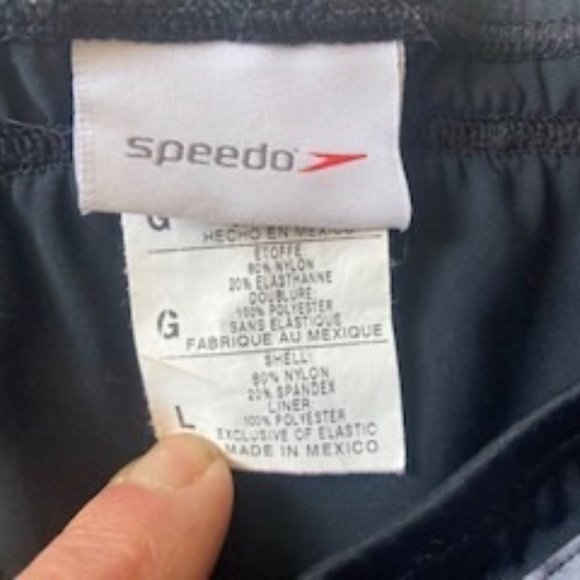 speedo
G
HECHO EN MEXICO
ETOFFE:
80% NYLON
20% ELASTHANNE
DOUBLURE:
100% POLYESTER
G SANS ELASTIQUE
FABRIQUE AU MEXIQUE
SHELL:
80% NYLON
20% SPANDEX
LINER:
100% POLYESTER
L EXCLUSIVE OF ELASTIC
MADE IN MEXICO